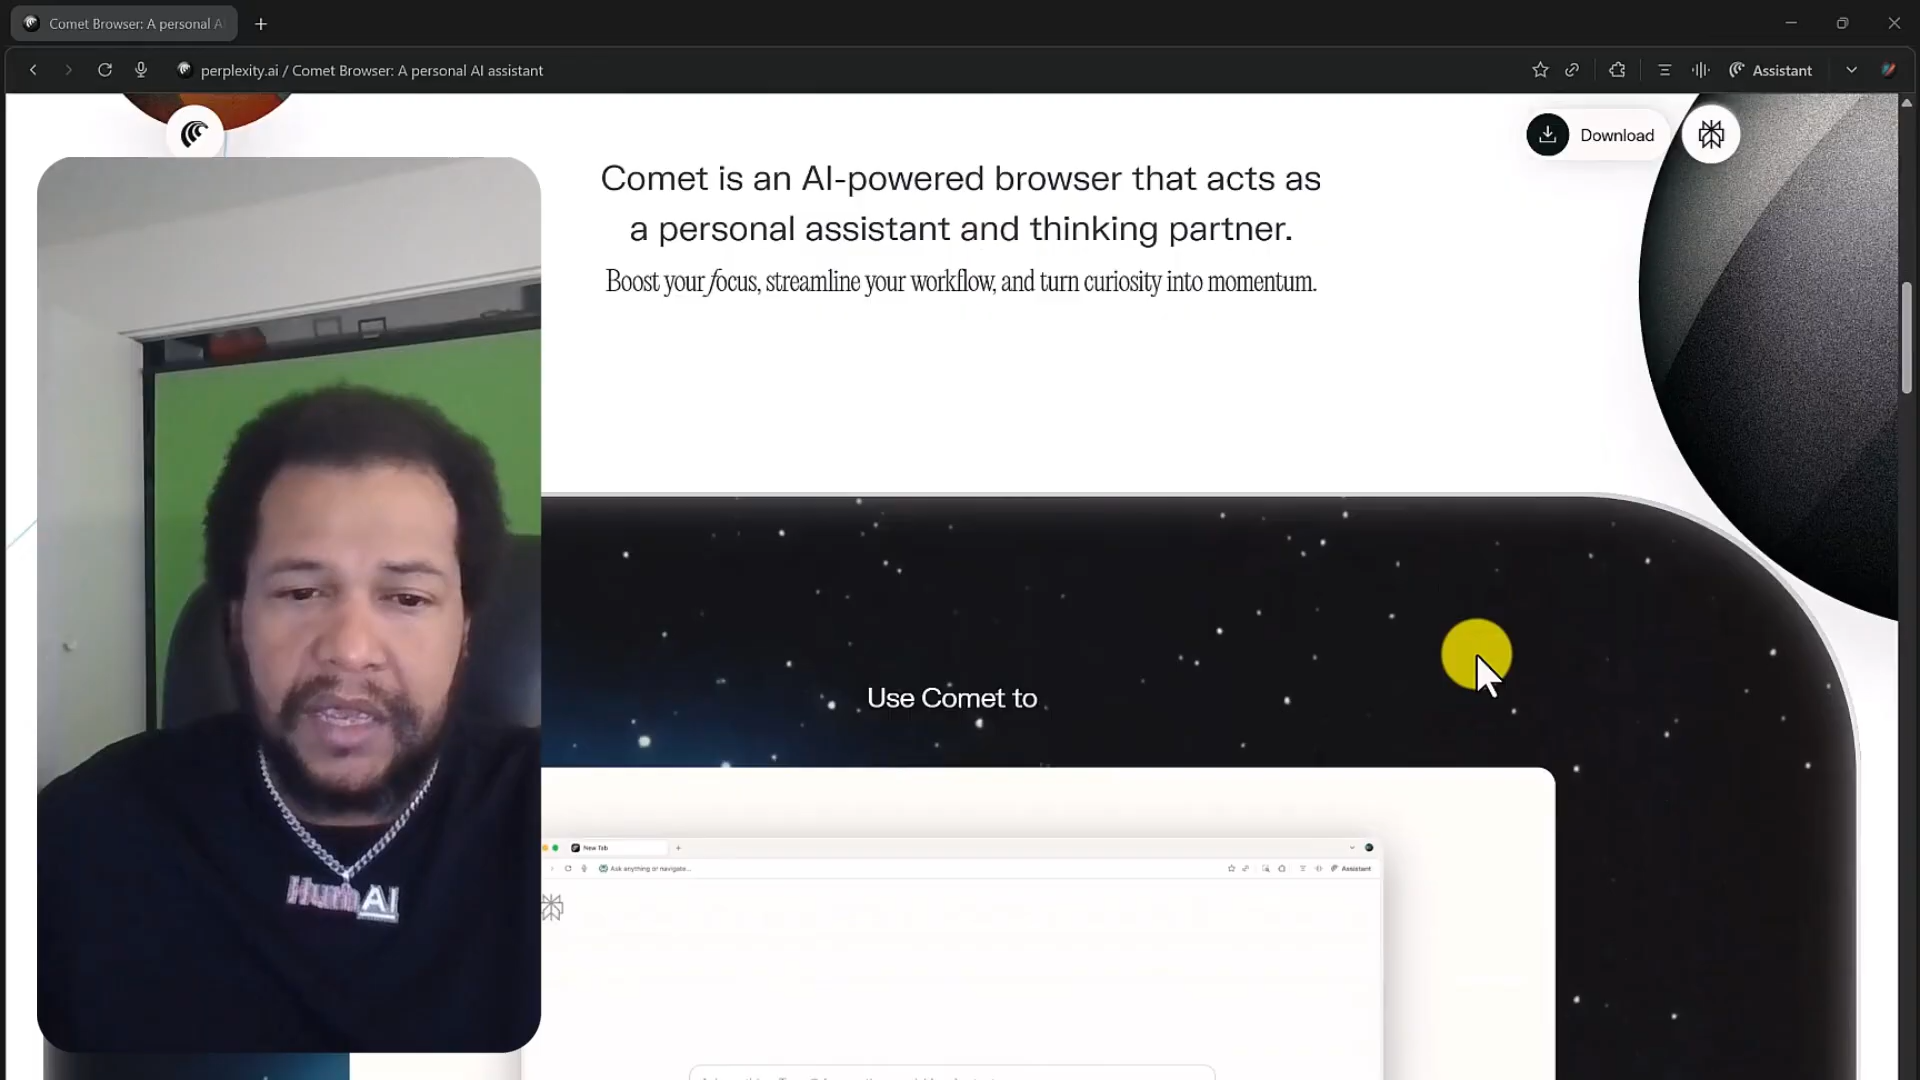 Comet Browser: A personal A
perplexity.ai / Comet Browser: A personal AI assistant
Assistant
Download
Comet is an AI-powered browser that acts as
a personal assistant and thinking partner.
Boost your focus, streamline your workflow, and turn curiosity into momentum.
Use Comet to
New Tab
Ask anything or navigate...
Assistant
AI